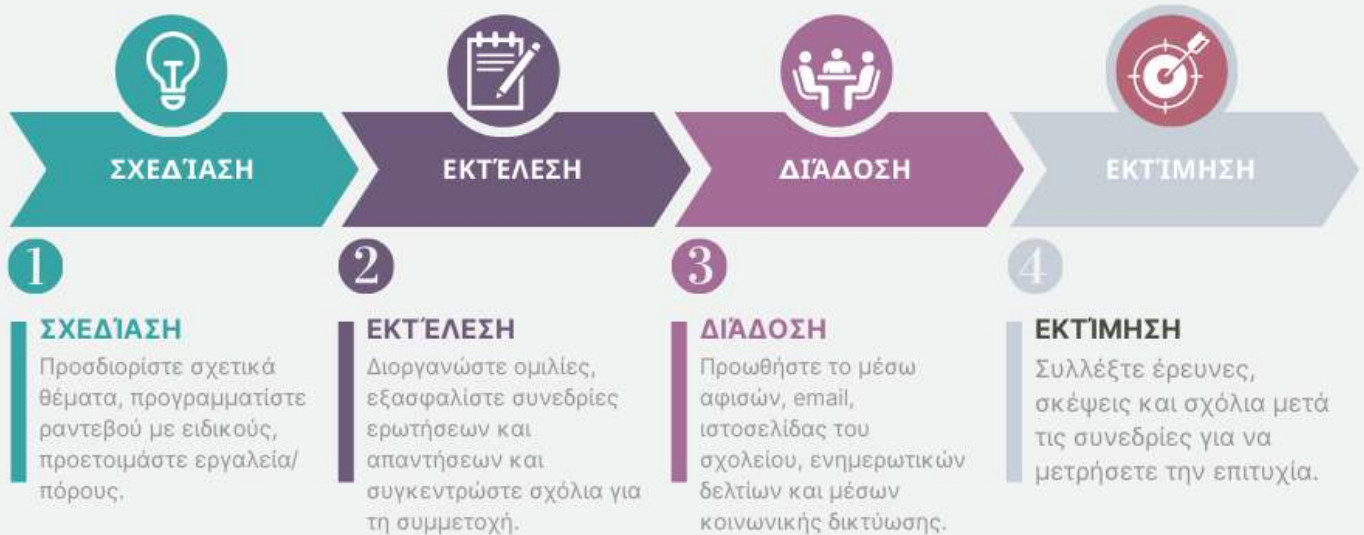 ΣΧΕΔΊΑΣΗ
ΕΚΤΈΛΕΣΗ
ΔΙΆΔΟΣΗ
ΕΚΤΊΜΗΣΗ
1
ΣΧΕΔΊΑΣΗ
Προσδιορίστε σχετικά
θέματα, προγραμματίστε
ραντεβού με ειδικούς,
προετοιμάστε εργαλεία/
πόρους.
2
ΕΚΤΈΛΕΣΗ
Διοργανώστε ομιλίες,
εξασφαλίστε συνεδρίες
ερωτήσεων και
απαντήσεων και
συγκεντρώστε σχόλια για
τη συμμετοχή.
3
ΔΙΆΔΟΣΗ
Προωθήστε το μέσω
αφισών, email,
ιστοσελίδας του
σχολείου, ενημερωτικών
δελτίων και μέσων
κοινωνικής δικτύωσης.
4
ΕΚΤΊΜΗΣΗ
Συλλέξτε έρευνες,
σκέψεις και σχόλια μετά
τις συνεδρίες για να
μετρήσετε την επιτυχία.